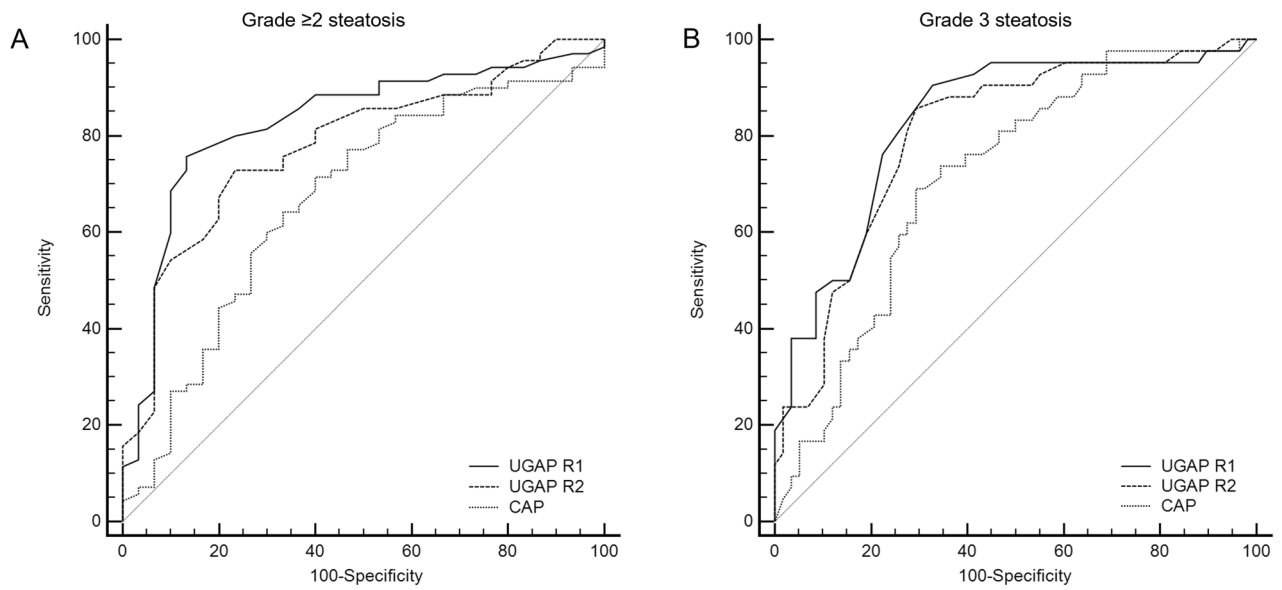 A
Grade ≥2 steatosis
Sensitivity
100
80
60
40
20
0
0 20 40 60 80 100
100-Specificity
UGAP R1
UGAP R2
CAP
B
Grade 3 steatosis
Sensitivity
100
80
60
40
20
0
0 20 40 60 80 100
100-Specificity
UGAP R1
UGAP R2
CAP